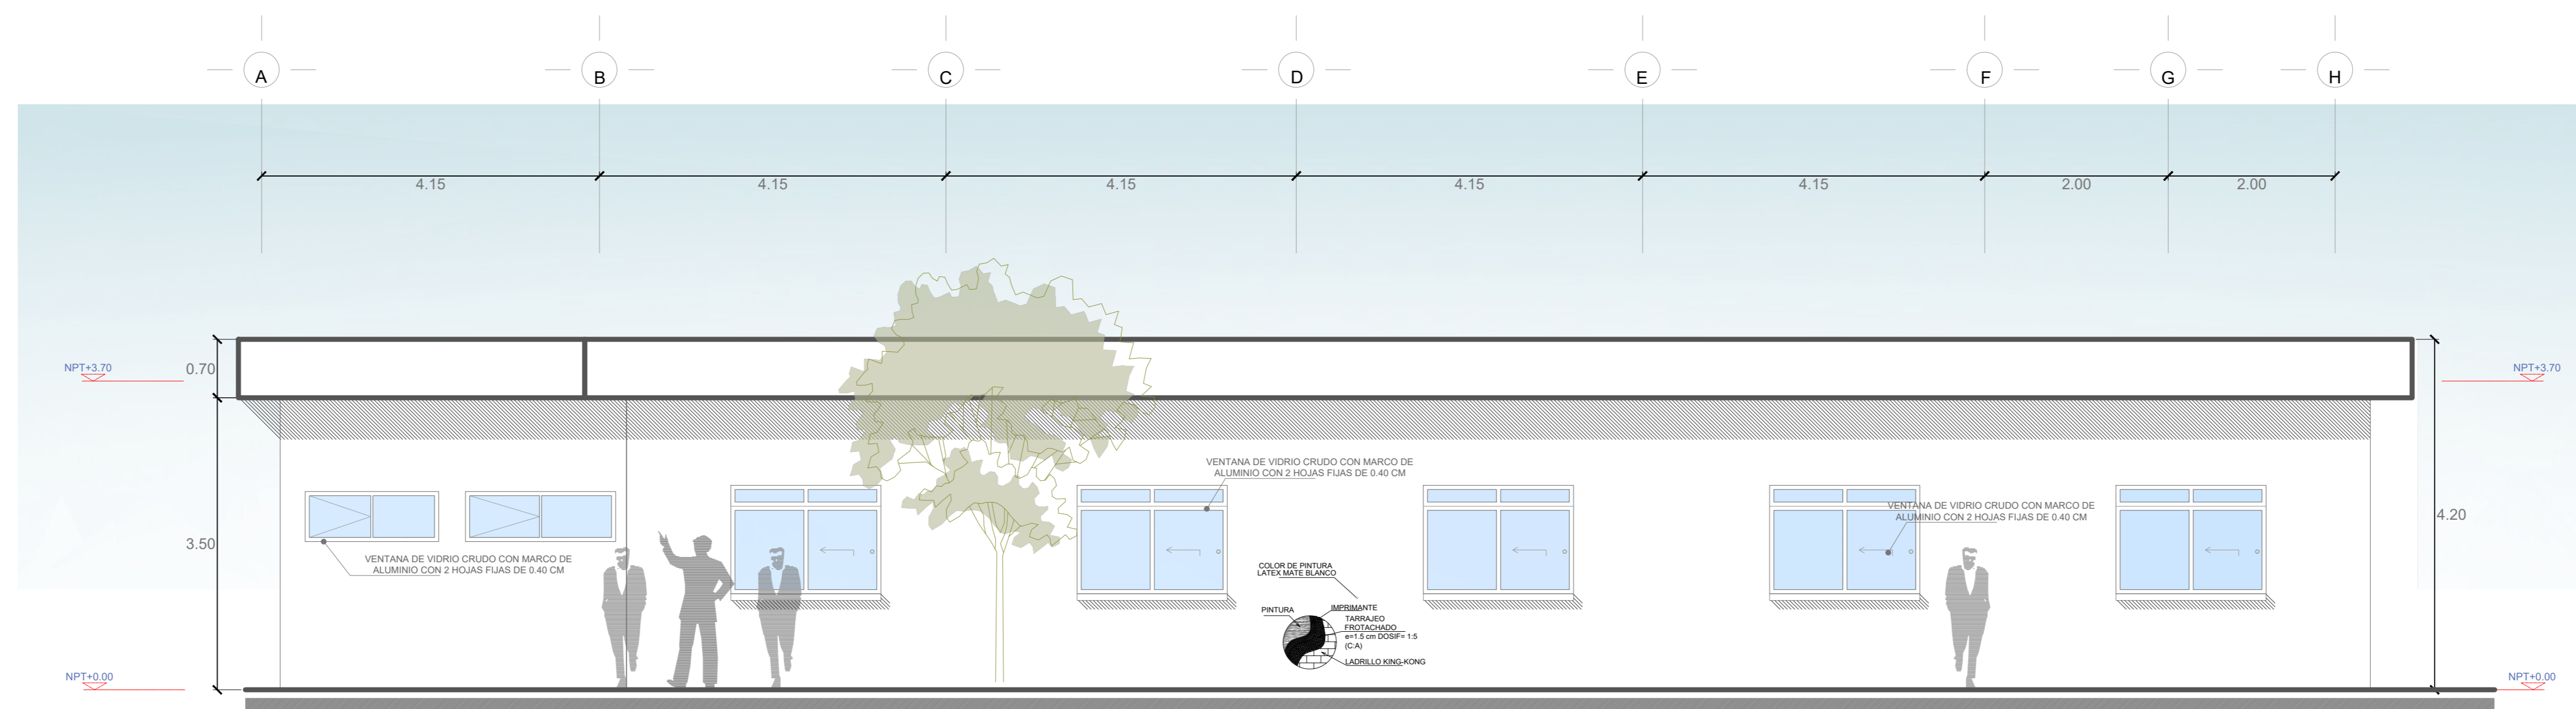 A B C D E F G H
4.15 4.15 4.15 4.15 4.15 2.00 2.00
NPT+3.70
0.70
NPT+3.70
VENTANA DE VIDRIO CRUDO CON MARCO DE
ALUMINIO CON 2 HOJAS FIJAS DE 0.40 CM
VENTANA DE VIDRIO CRUDO CON MARCO DE
ALUMINIO CON 2 HOJAS FIJAS DE 0.40 CM
4.20
3.50
VENTANA DE VIDRIO CRUDO CON MARCO DE
ALUMINIO CON 2 HOJAS FIJAS DE 0.40 CM
COLOR DE PINTURA
LATEX MATE BLANCO
PINTURA
IMPRIMANTE
TARRAJEO
FROTACHADO
e=1.5 cm DOSIF= 1:5
(C:A)
LADRILLO KING-KONG
NPT+0.00
NPT+0.00